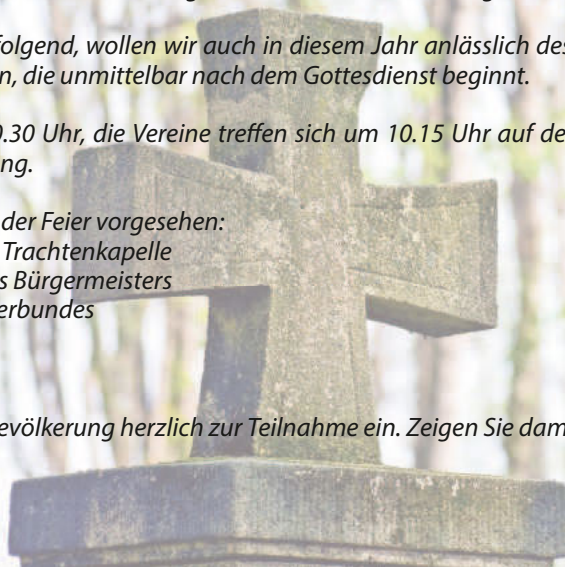 folgend, wollen wir auch in diesem Jahr anlässlich des
n, die unmittelbar nach dem Gottesdienst beginnt.
0.30 Uhr, die Vereine treffen sich um 10.15 Uhr auf de
ng.
der Feier vorgesehen:
Trachtenkapelle
s Bürgermeisters
erbundes
evölkerung herzlich zur Teilnahme ein. Zeigen Sie dam